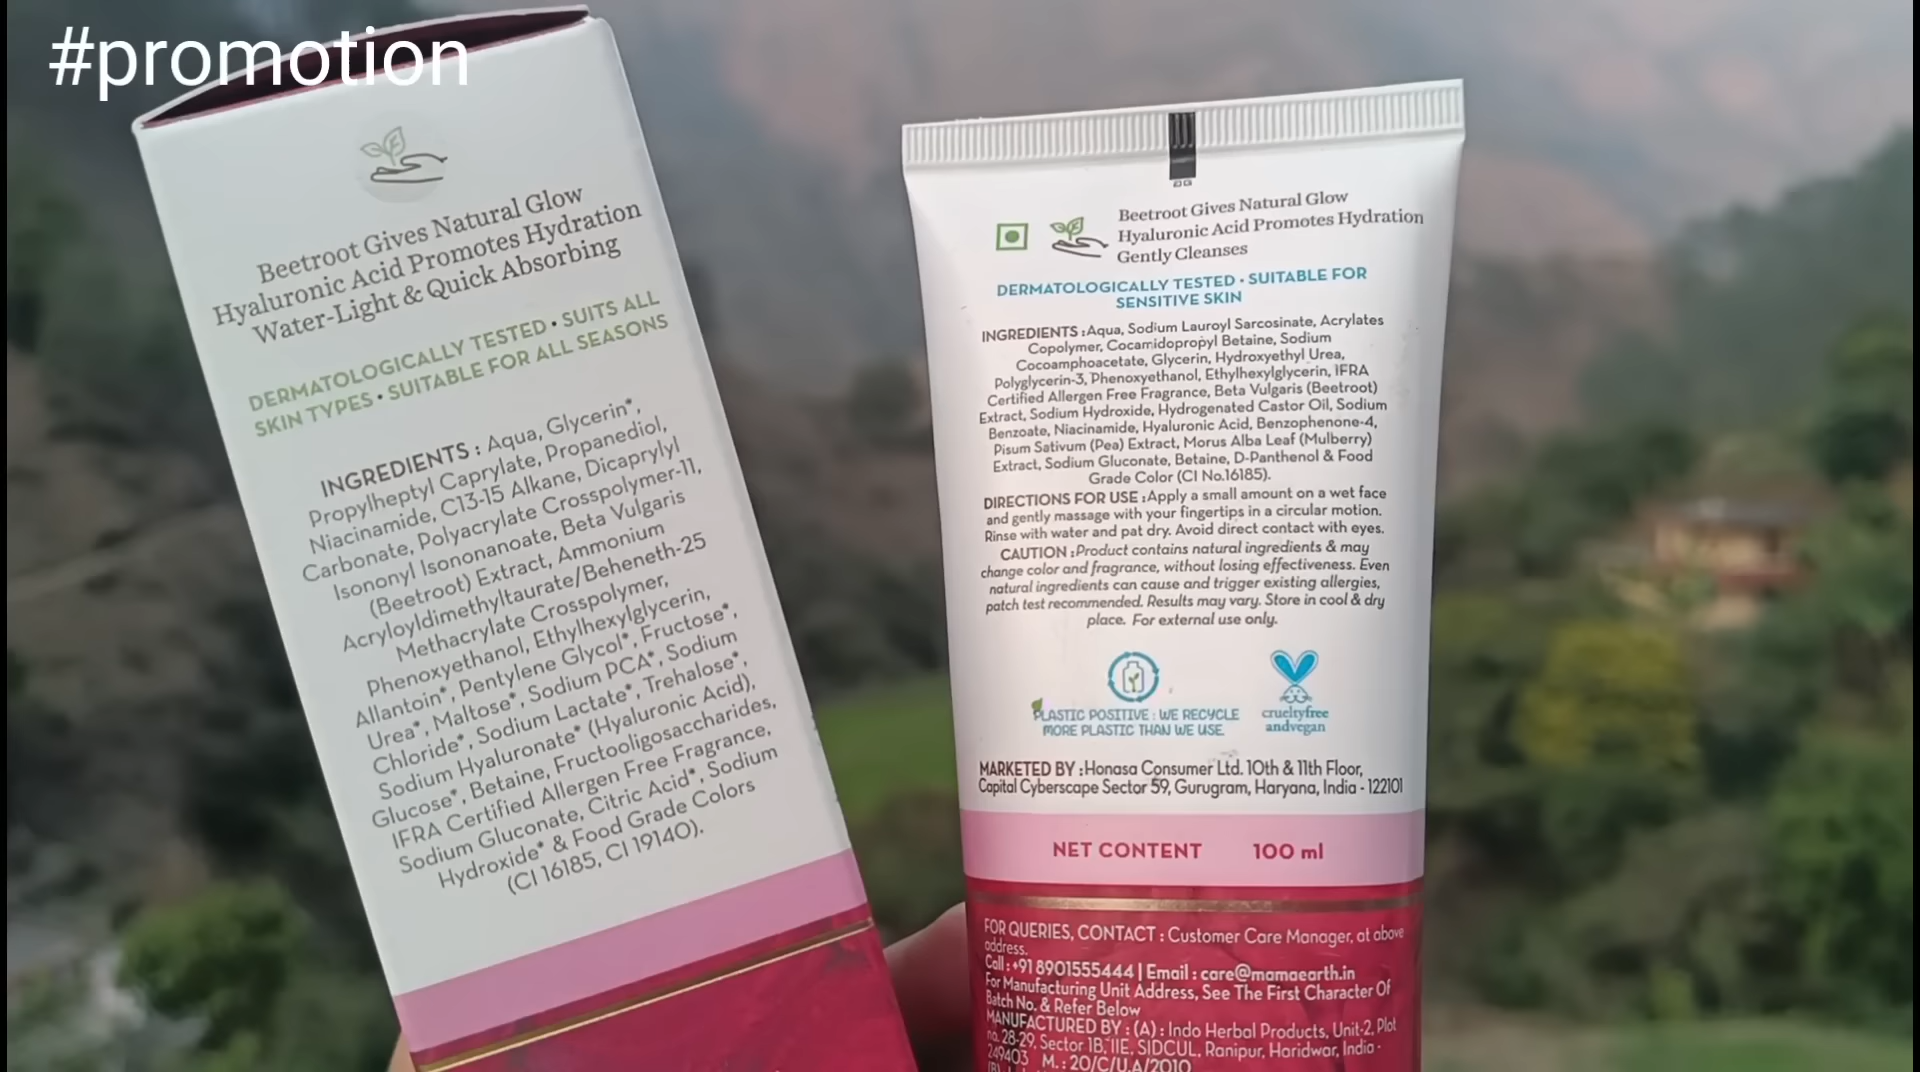 #promotion
Beetroot Gives Natural Glow
Hyaluronic Acid Promotes Hydration
Water-Light & Quick Absorbing
DERMATOLOGICALLY TESTED • SUITS ALL
SKIN TYPES • SUITABLE FOR ALL SEASONS
INGREDIENTS : Aqua, Glycerin*,
Propylheptyl Caprylate, Propanediol,
Niacinamide, C13-15 Alkane, Dicaprylyl
Carbonate, Polyacrylate Crosspolymer-11,
Isononyl Isononanoate, Beta Vulgaris
(Beetroot) Extract, Ammonium
Acryloyldimethyltaurate/Beheneth-25
Methacrylate Crosspolymer,
Phenoxyethanol, Ethylhexylglycerin,
Allantoin*, Pentylene Glycol*, Fructose*,
Urea*, Maltose*, Sodium PCA*, Sodium
Chloride*, Sodium Lactate*, Trehalose*,
Sodium Hyaluronate* (Hyaluronic Acid),
Glucose*, Betaine, Fructooligosaccharides,
IFRA Certified Allergen Free Fragrance,
Sodium Gluconate, Citric Acid*, Sodium
Hydroxide* & Food Grade Colors
(CI 16185, CI 19140).
Beetroot Gives Natural Glow
Hyaluronic Acid Promotes Hydration
Gently Cleanses
DERMATOLOGICALLY TESTED • SUITABLE FOR
SENSITIVE SKIN
INGREDIENTS :Aqua, Sodium Lauroyl Sarcosinate, Acrylates
Copolymer, Cocamidopropyl Betaine, Sodium
Cocoamphoacetate, Glycerin, Hydroxyethyl Urea,
Polyglycerin-3, Phenoxyethanol, Ethylhexylglycerin, IFRA
Certified Allergen Free Fragrance, Beta Vulgaris (Beetroot)
Extract, Sodium Hydroxide, Hydrogenated Castor Oil, Sodium
Benzoate, Niacinamide, Hyaluronic Acid, Benzophenone-4,
Pisum Sativum (Pea) Extract, Morus Alba Leaf (Mulberry)
Extract, Sodium Gluconate, Betaine, D-Panthenol & Food
Grade Color (CI No.16185).
DIRECTIONS FOR USE :Apply a small amount on a wet face
and gently massage with your fingertips in a circular motion.
Rinse with water and pat dry. Avoid direct contact with eyes.
CAUTION :Product contains natural ingredients & may
change color and fragrance, without losing effectiveness. Even
natural ingredients can cause and trigger existing allergies,
patch test recommended. Results may vary. Store in cool & dry
place. For external use only.
PLASTIC POSITIVE : WE RECYCLE
MORE PLASTIC THAN WE USE.
crueltyfree
andvegan
MARKETED BY :Honasa Consumer Ltd. 10th & 11th Floor,
Capital Cyberscape Sector 59, Gurugram, Haryana, India - 122101
NET CONTENT 100 ml
FOR QUERIES, CONTACT : Customer Care Manager, at above
address.
Call : +91 8901555444 | Email : care@mamaearth.in
For Manufacturing Unit Address, See The First Character Of
Batch No. & Refer Below
MANUFACTURED BY : (A) : Indo Herbal Products, Unit-2, Plot
no. 28-29, Sector 1B, IIE, SIDCUL, Ranipur, Haridwar, India -
249403 M. : 20/C/U.A/2010